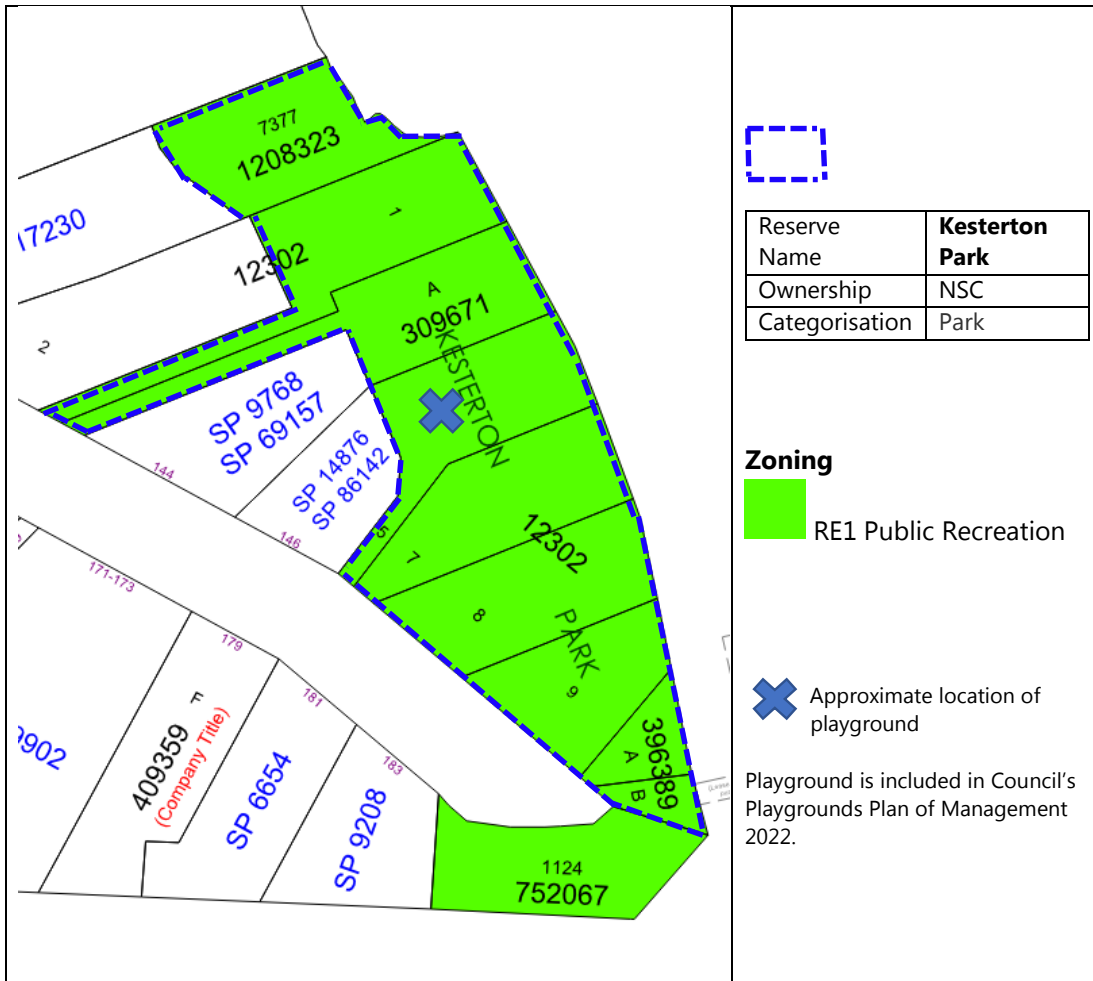 7377
1208323
17230
1
12302
A
309671
2
KESTERTON
SP 9768
SP 69157
SP 14876
SP 86142
144
146
5
7
12302
8
PARK
9
171-173
179
181
183
F
409359
(Company Title)
9902
SP 6654
SP 9208
396389
A
B
1124
752067
Reserve Name
Kesterton Park
Ownership
NSC
Categorisation
Park
Zoning
RE1 Public Recreation
Approximate location of
playground
Playground is included in Council's
Playgrounds Plan of Management
2022.